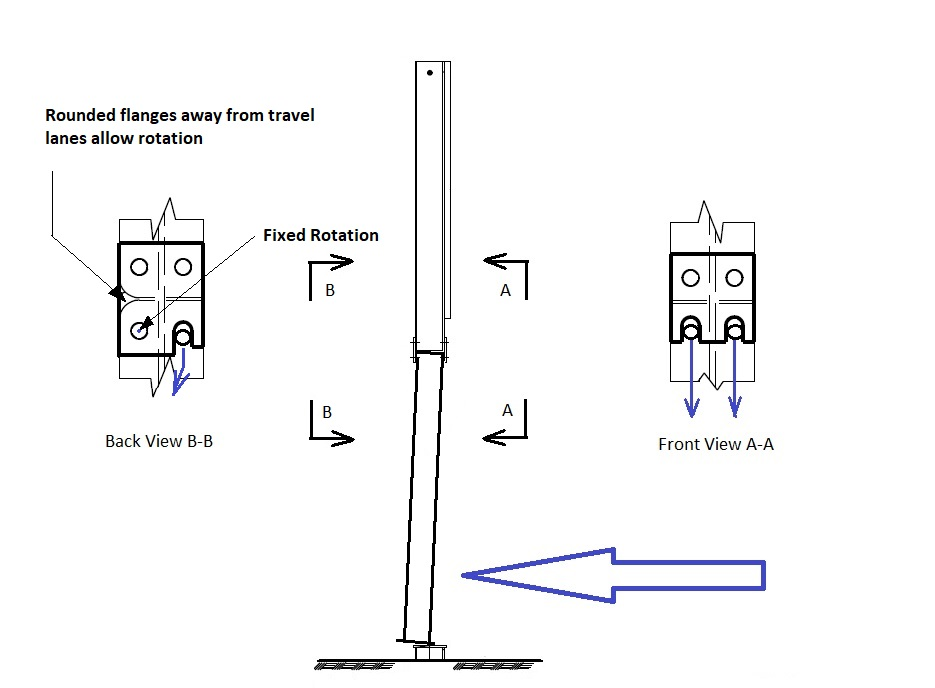 Rounded flanges away from travel
lanes allow rotation
Fixed Rotation
B
A
B
A
Back View B-B
Front View A-A